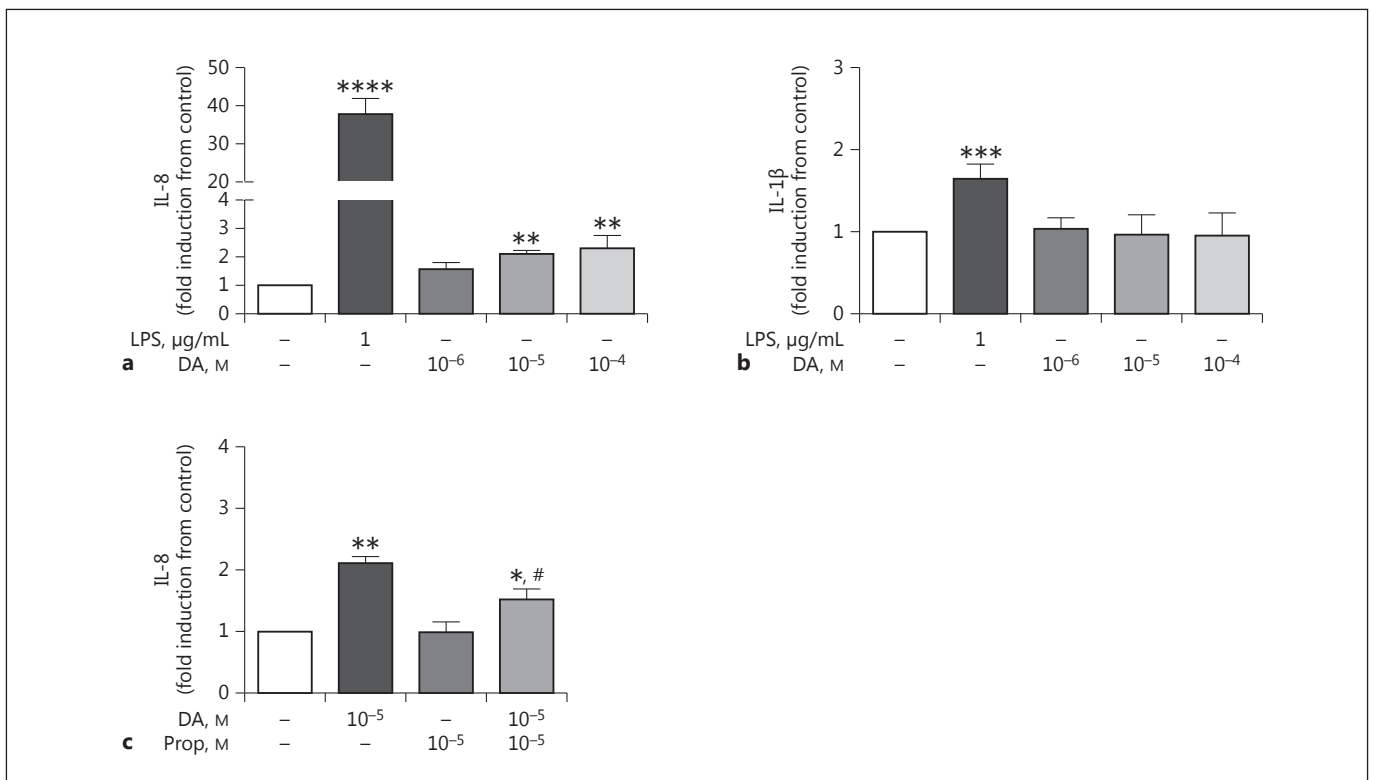 IL-8
(fold induction from control)
50
40
30
20
4
3
2
1
0
****
**
**
LPS, µg/mL – 1 – – –
a DA, M – – 10⁻⁶ 10⁻⁵ 10⁻⁴
IL-1β
(fold induction from control)
3
2
1
0
***
LPS, µg/mL – 1 – – –
b DA, M – – 10⁻⁶ 10⁻⁵ 10⁻⁴
IL-8
(fold induction from control)
4
3
2
1
0
**
*, #
DA, M – 10⁻⁵ – 10⁻⁵
c Prop, M – – 10⁻⁵ 10⁻⁵